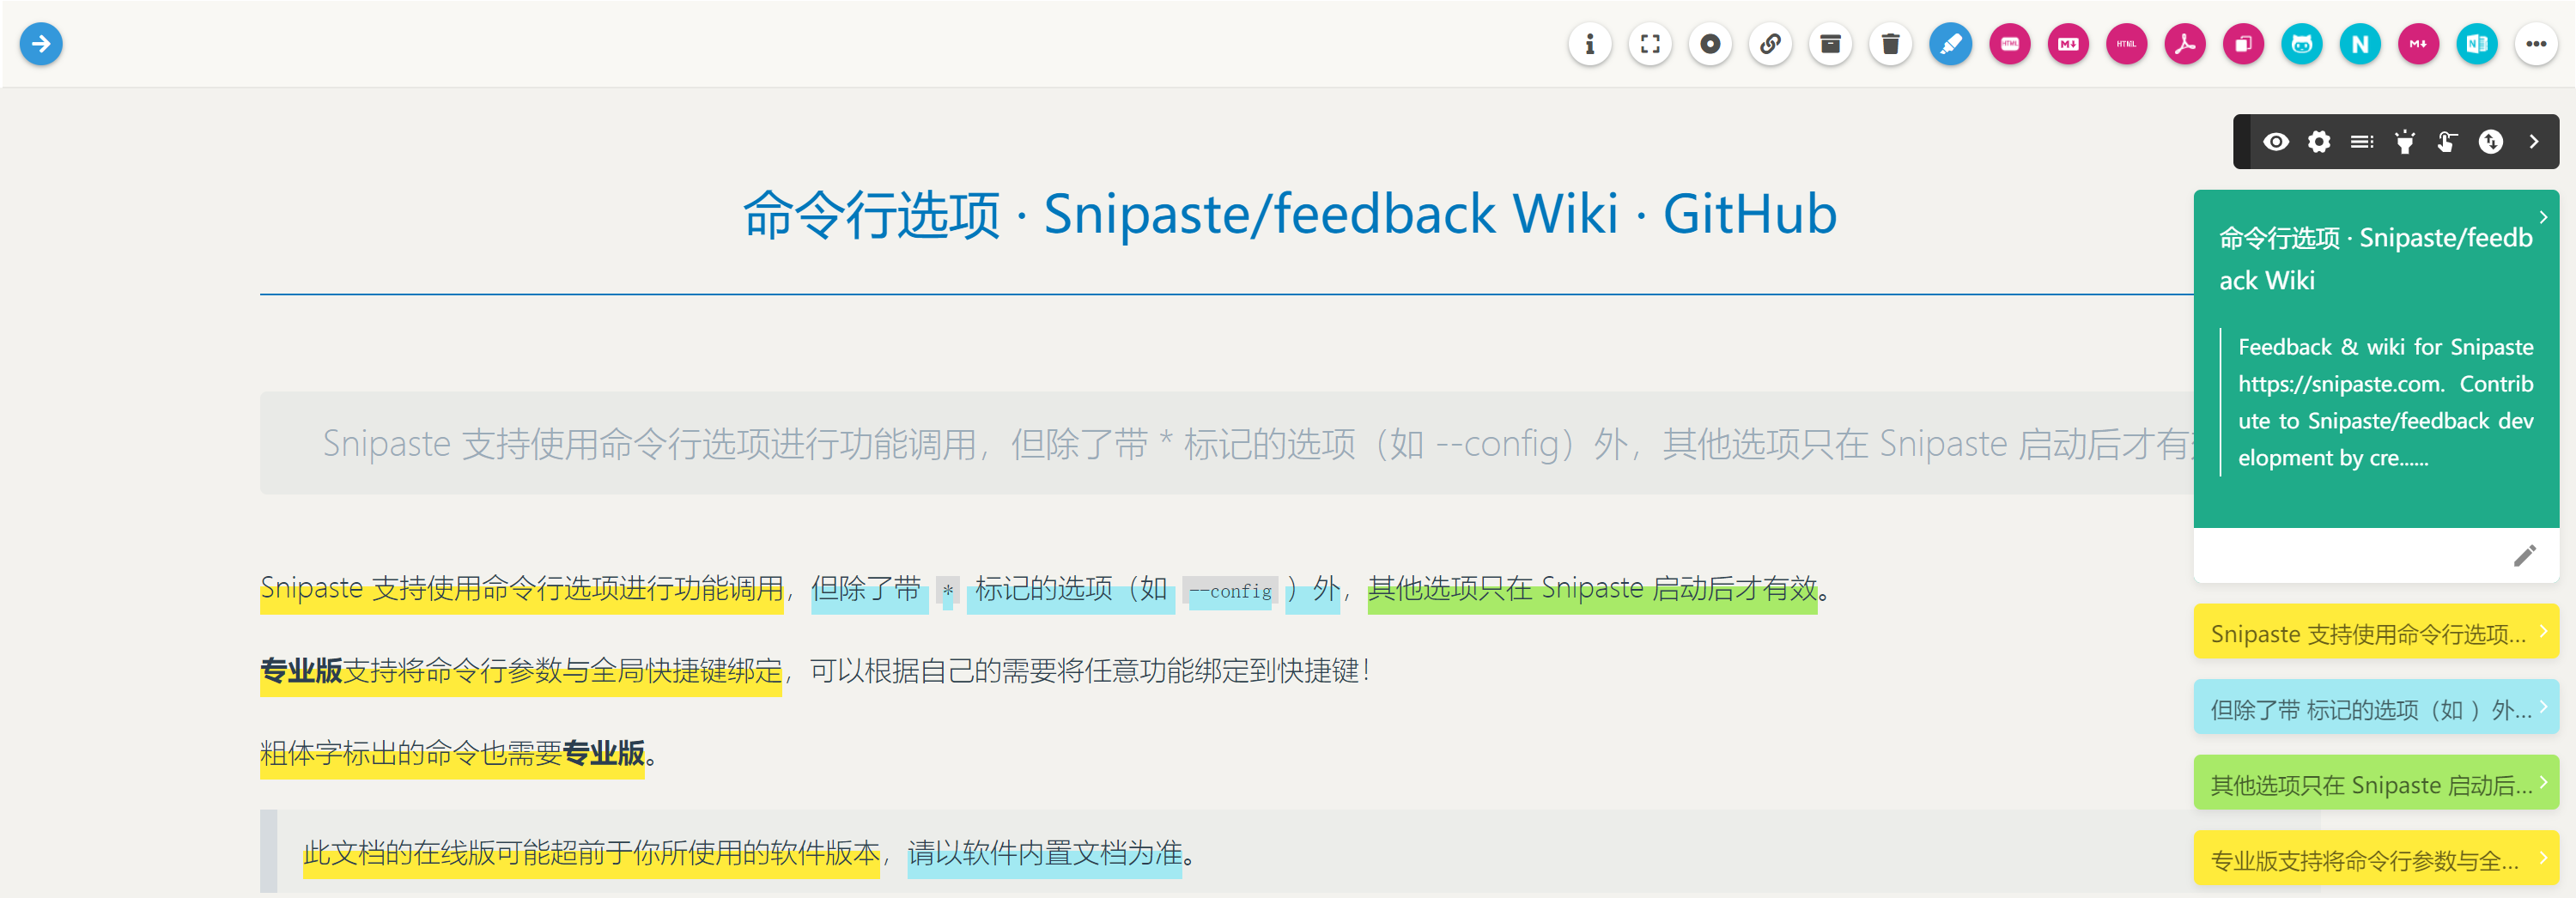 HTML
M
HTML
N
M
N
命令行选项 · Snipaste/feedback Wiki · GitHub
Snipaste 支持使用命令行选项进行功能调用，但除了带 * 标记的选项（如 --config）外，其他选项只在 Snipaste 启动后才有
Snipaste 支持使用命令行选项进行功能调用，但除了带 * 标记的选项（如 --config ）外，其他选项只在 Snipaste 启动后才有效。
专业版支持将命令行参数与全局快捷键绑定，可以根据自己的需要将任意功能绑定到快捷键！
粗体字标出的命令也需要专业版。
此文档的在线版可能超前于你所使用的软件版本，请以软件内置文档为准。
命令行选项 · Snipaste/feedb
ack Wiki
Feedback & wiki for Snipaste
https://snipaste.com. Contrib
ute to Snipaste/feedback dev
elopment by cre......
Snipaste 支持使用命令行选项...
但除了带 标记的选项（如 ）外...
其他选项只在 Snipaste 启动后...
专业版支持将命令行参数与全...